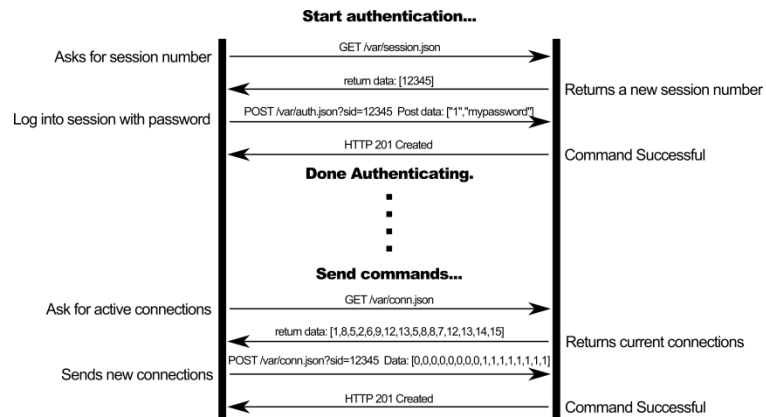 Start authentication...
GET /var/session.json
Asks for session number
return data: [12345]
Returns a new session number
POST /var/auth.json?sid=12345 Post data: ["1","mypassword"]
Log into session with password
HTTP 201 Created
Command Successful
Done Authenticating.
Send commands...
GET /var/conn.json
Ask for active connections
return data: [1,8,5,2,6,9,12,13,5,8,8,7,12,13,14,15]
Returns current connections
POST /var/conn.json?sid=12345 Data: [0,0,0,0,0,0,0,0,1,1,1,1,1,1,1,1]
Sends new connections
HTTP 201 Created
Command Successful